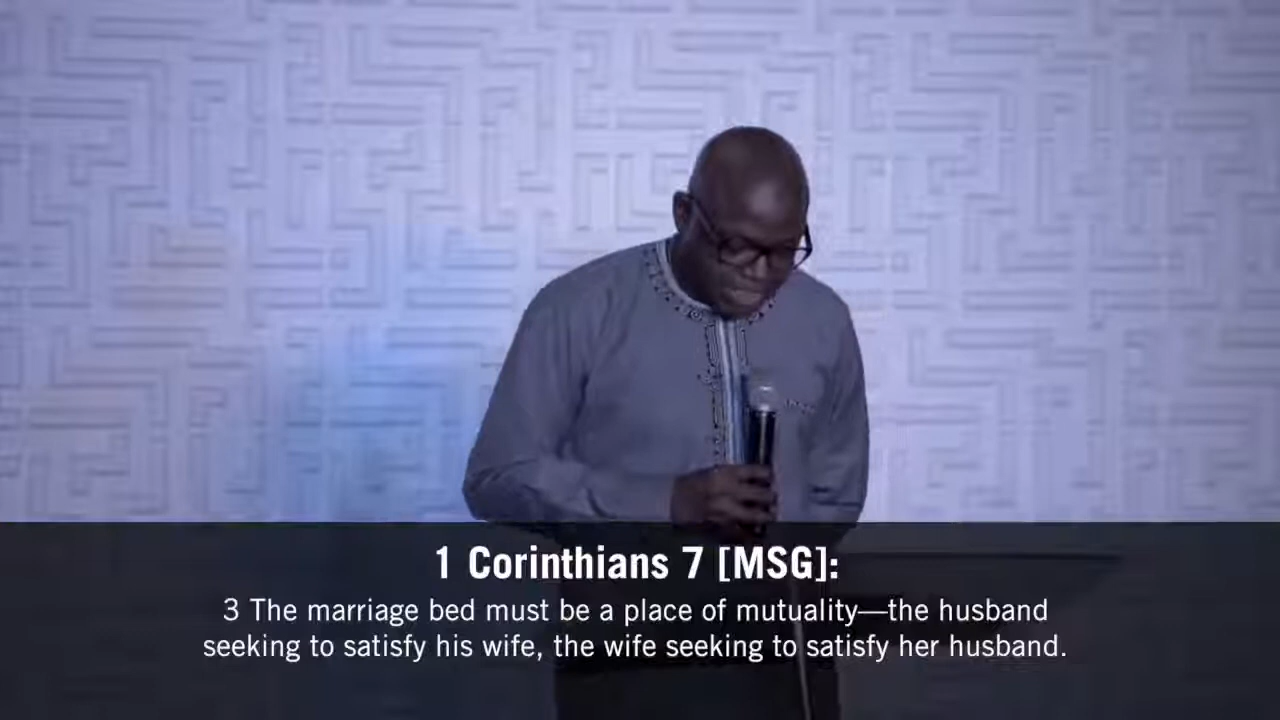 1 Corinthians 7 [MSG]:
3 The marriage bed must be a place of mutuality—the husband
seeking to satisfy his wife, the wife seeking to satisfy her husband.